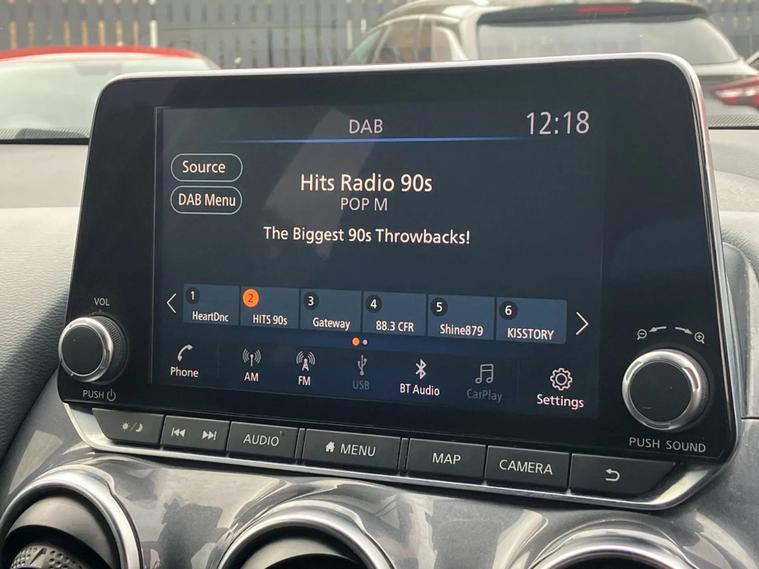 DAB
12:18
Source
Hits Radio 90s
DAB Menu
POP M
The Biggest 90s Throwbacks!
1 HeartDnc
2 HITS 90s
3 Gateway
4 88.3 CFR
5 Shine879
6 KISSTORY
Phone
AM
FM
USB
BT Audio
CarPlay
Settings
VOL
PUSH
PUSH SOUND
AUDIO
MENU
MAP
CAMERA